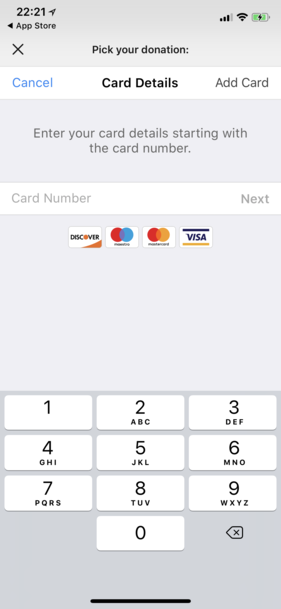 22:21
App Store
Pick your donation:
Cancel Card Details Add Card
Enter your card details starting with
the card number.
Card Number Next
DISCOVER maestro mastercard VISA
1 2 3
ABC DEF
4 5 6
GHI JKL MNO
7 8 9
PQRS TUV WXYZ
0